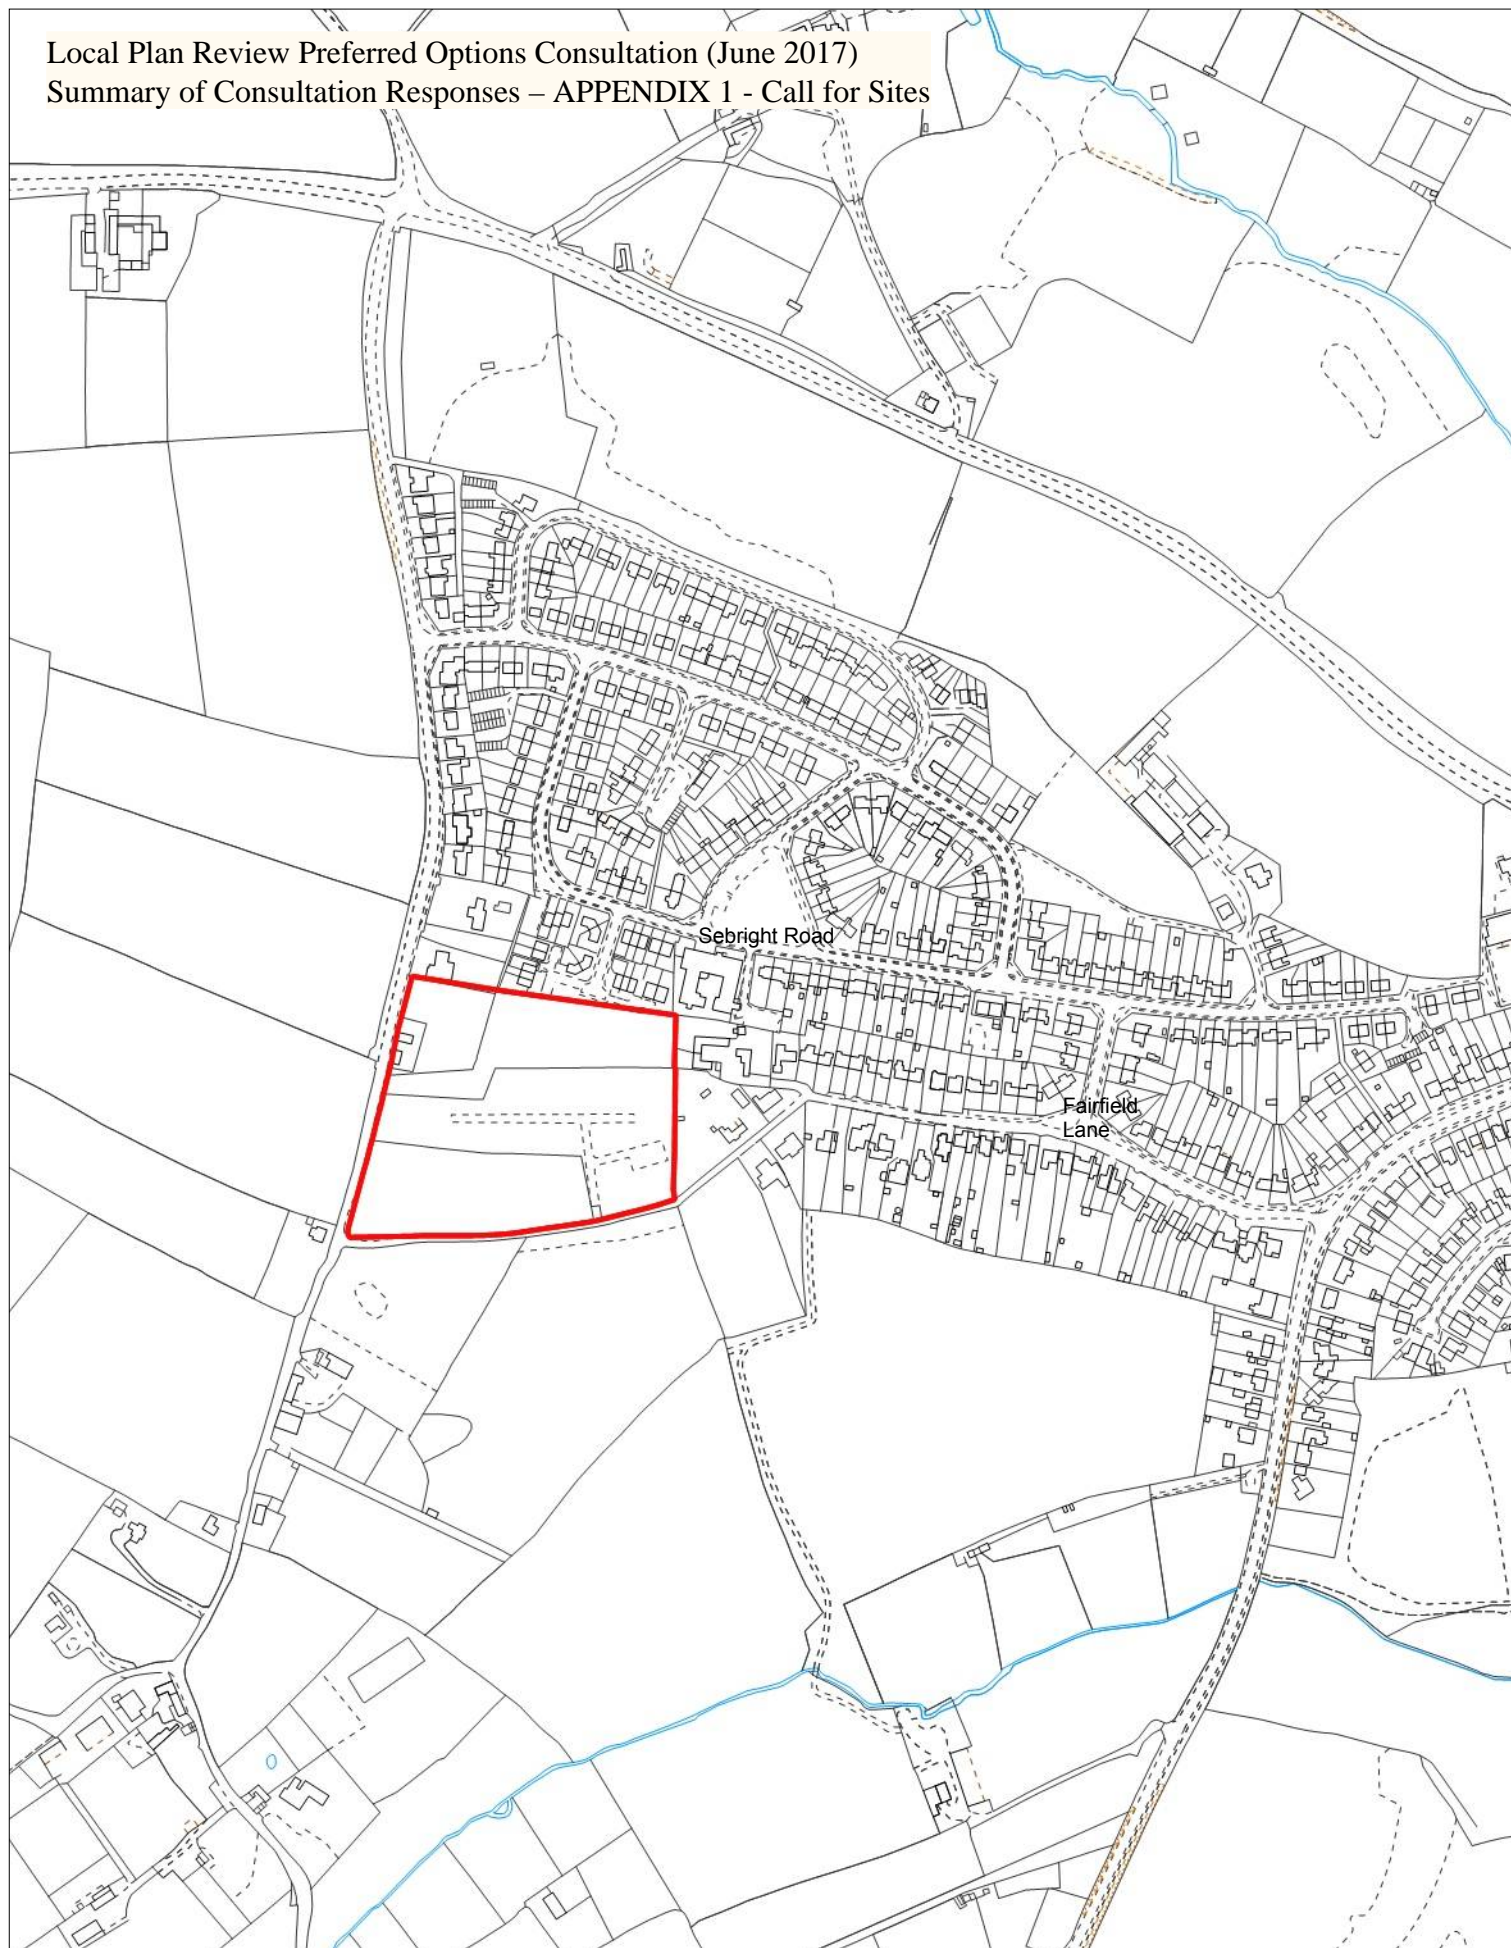 Local Plan Review Preferred Options Consultation (June 2017)
Summary of Consultation Responses – APPENDIX 1 - Call for Sites
Sebright Road
Fairfield
Lane